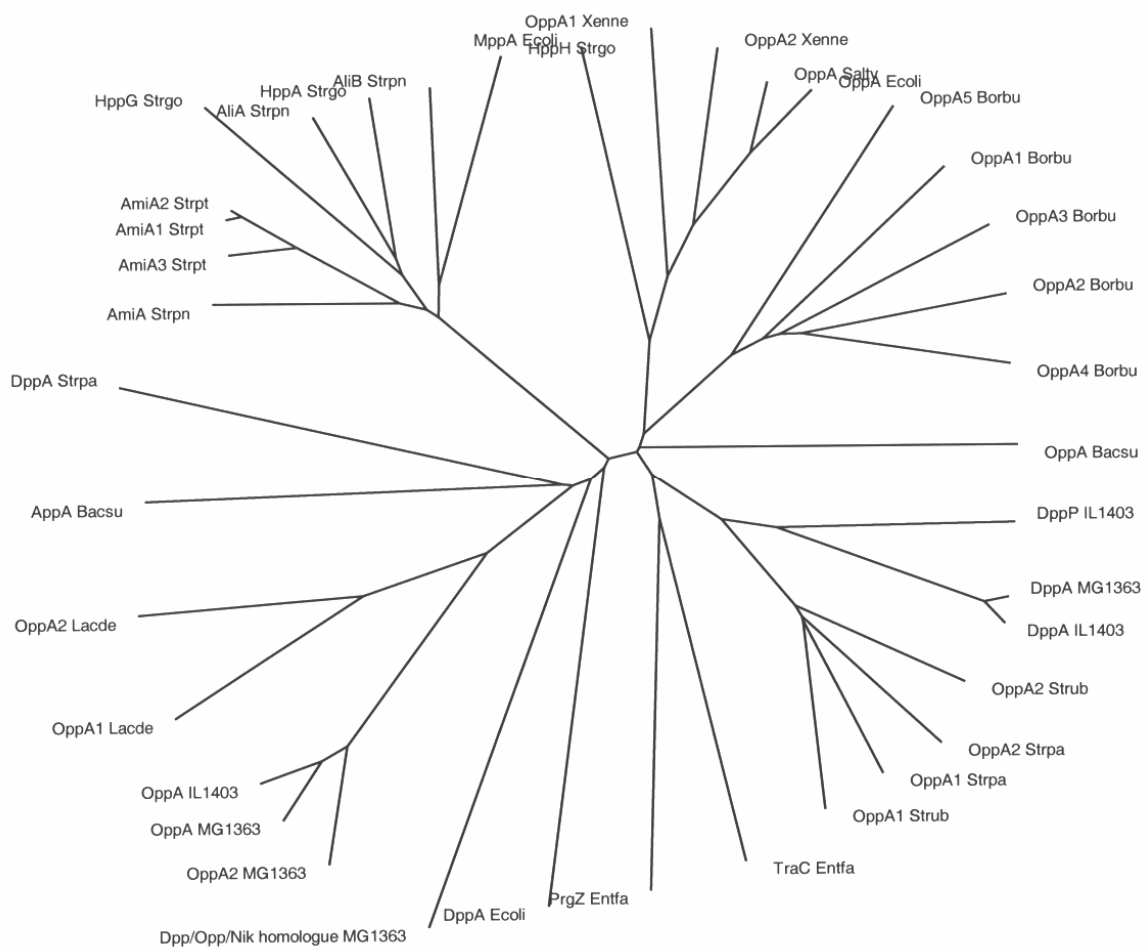 OppA1 Xenne
MppA Ecoli
HppH Strgo
OppA2 Xenne
OppA Salty
OppA Ecoli
OppA5 Borbu
AliB Strpn
HppA Strgo
HppG Strgo
AliA Strpn
OppA1 Borbu
AmiA2 Strpt
OppA3 Borbu
AmiA1 Strpt
AmiA3 Strpt
OppA2 Borbu
AmiA Strpn
OppA4 Borbu
DppA Strpa
OppA Bacsu
AppA Bacsu
DppP IL1403
DppA MG1363
OppA2 Lacde
DppA IL1403
OppA2 Strub
OppA1 Lacde
OppA2 Strpa
OppA1 Strpa
OppA IL1403
OppA1 Strub
OppA MG1363
TraC Entfa
OppA2 MG1363
PrgZ Entfa
DppA Ecoli
Dpp/Opp/Nik homologue MG1363